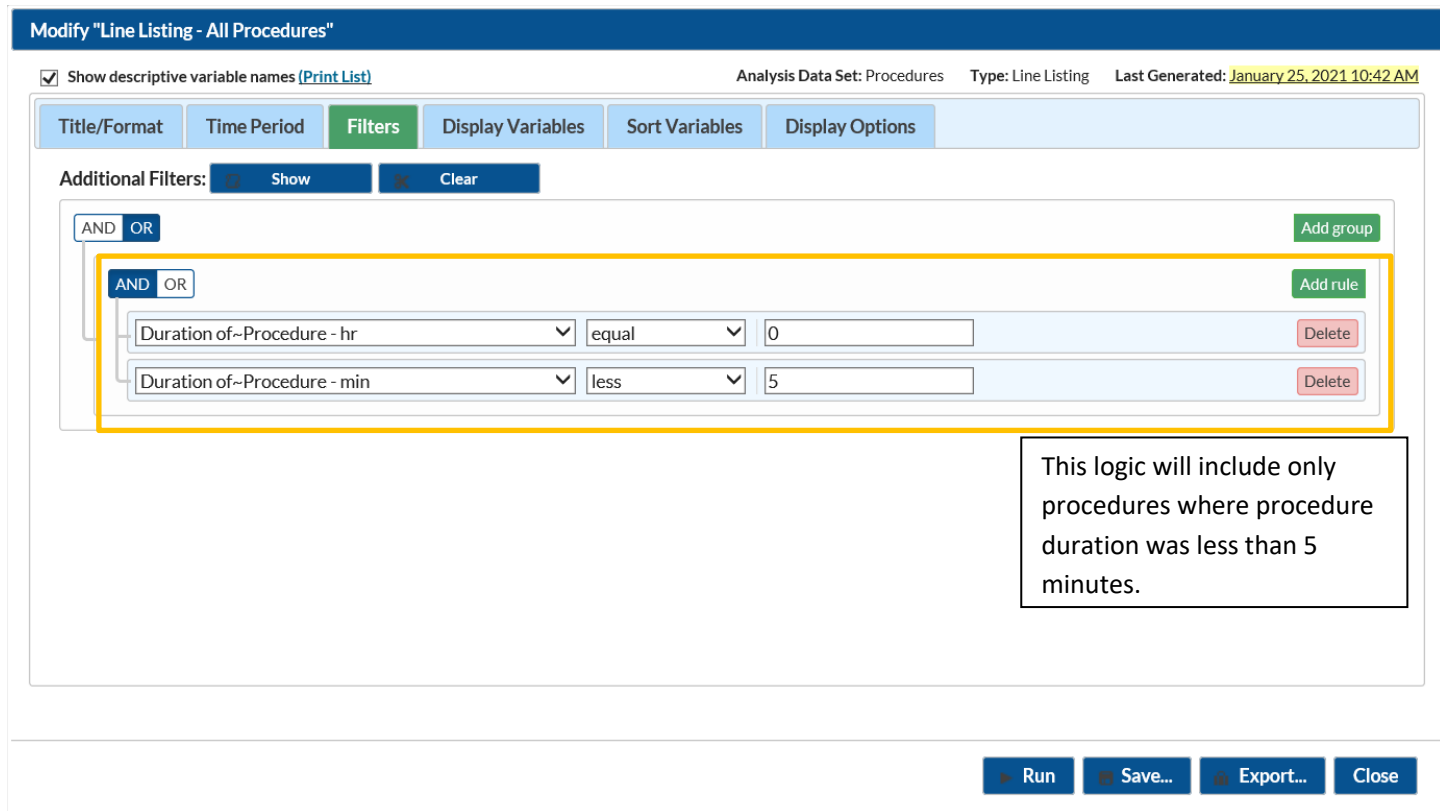 Modify "Line Listing - All Procedures"
Show descriptive variable names (Print List) Analysis Data Set: Procedures Type: Line Listing Last Generated: January 25, 2021 10:42 AM
Title/Format Time Period Filters Display Variables Sort Variables Display Options
Additional Filters: Show Clear
AND OR Add group
AND OR Add rule
Duration of~Procedure - hr equal 0 Delete
Duration of~Procedure - min less 5 Delete
This logic will include only
procedures where procedure
duration was less than 5
minutes.
Run Save... Export... Close